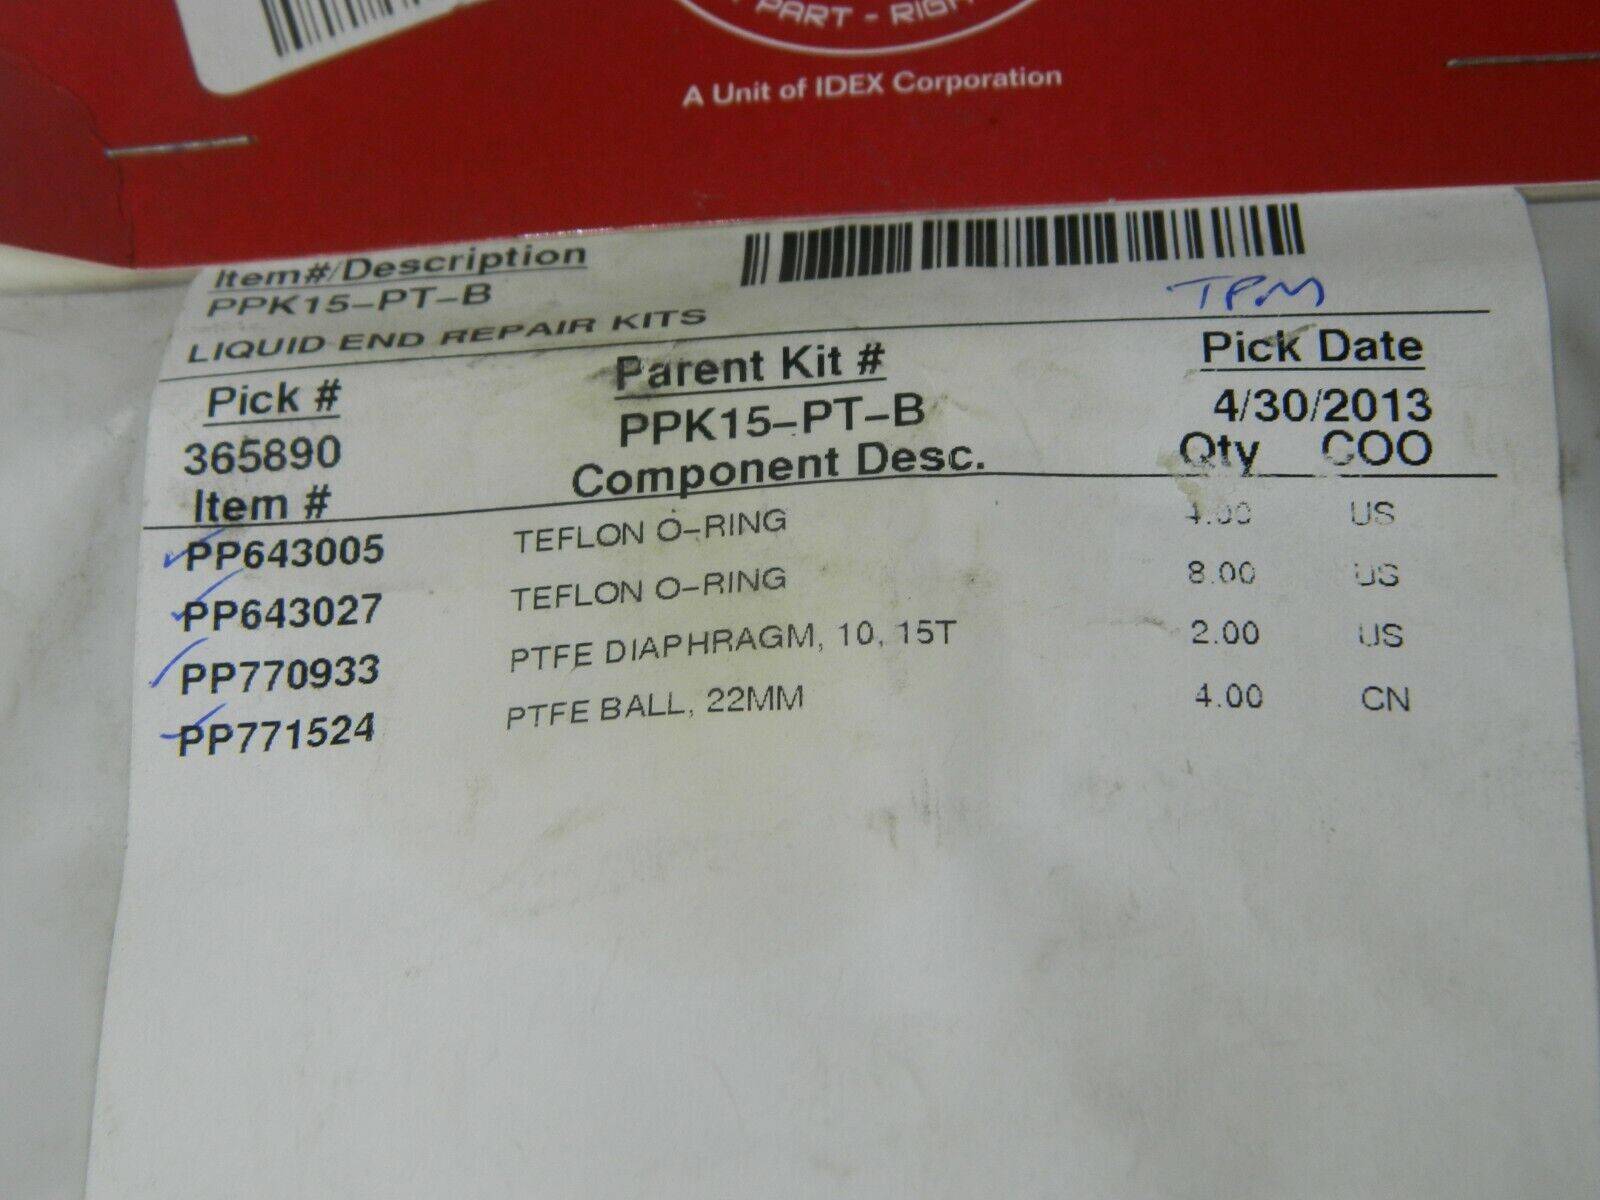 PART - RIGH
A Unit of IDEX Corporation
Item#/Description
PPK15-PT-B
LIQUID END REPAIR KITS
TPM
Pick # Parent Kit # Pick Date
365890 PPK15-PT-B 4/30/2013
Item # Component Desc. Qty COO
PP643005 TEFLON O-RING 4.00 US
PP643027 TEFLON O-RING 8.00 US
PP770933 PTFE DIAPHRAGM, 10, 15T 2.00 US
PP771524 PTFE BALL, 22MM 4.00 CN